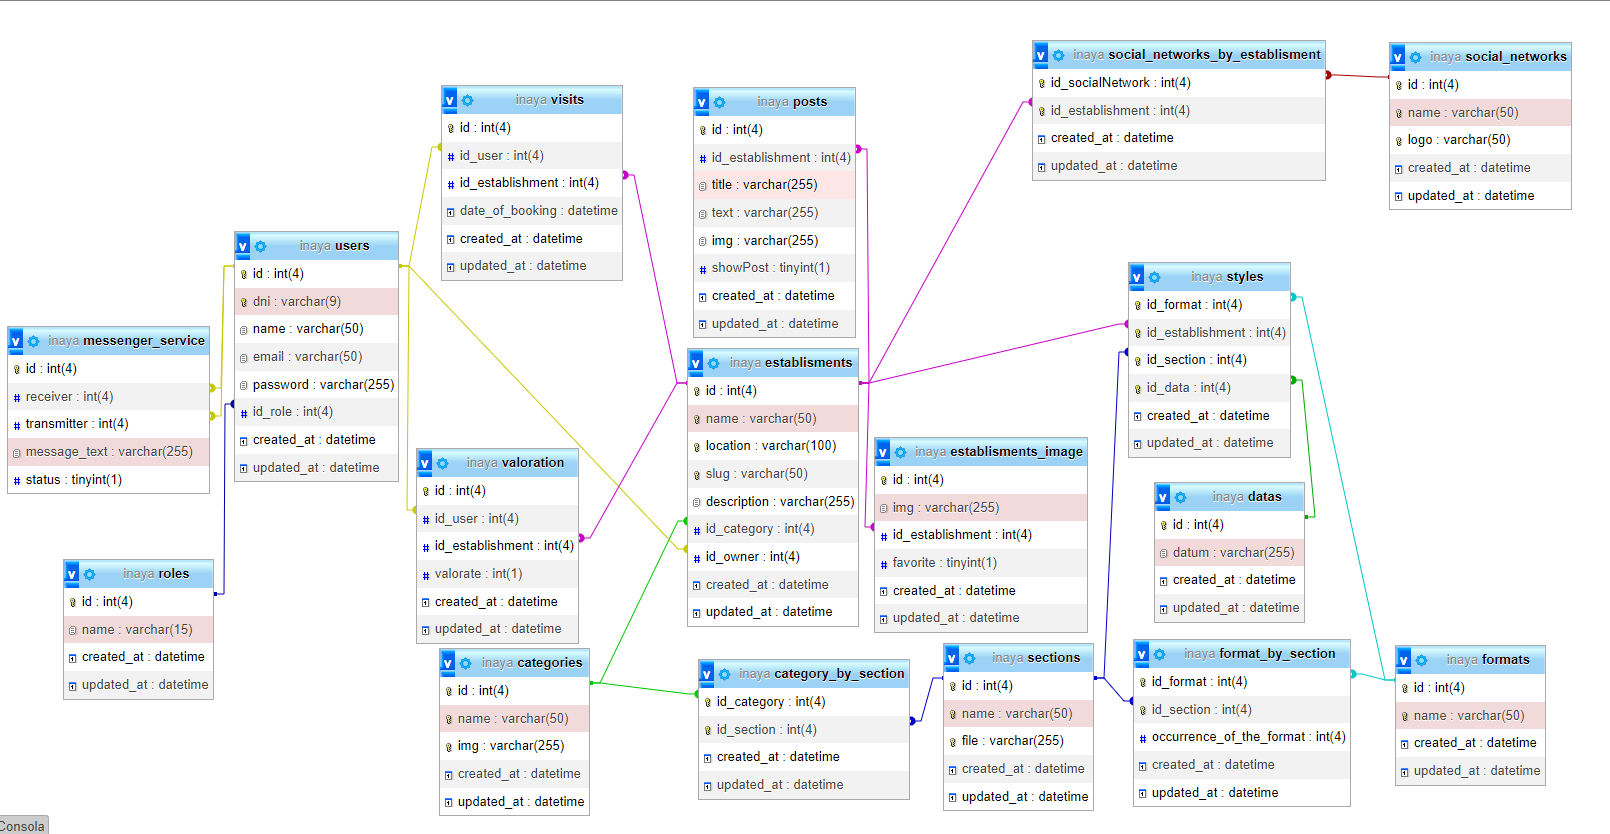 inaya messenger_service
id : int(4)
receiver : int(4)
transmitter : int(4)
message_text : varchar(255)
status : tinyint(1)
inaya roles
id : int(4)
name : varchar(15)
created_at : datetime
updated_at : datetime
inaya users
id : int(4)
dni : varchar(9)
name : varchar(50)
email : varchar(50)
password : varchar(255)
id_role : int(4)
created_at : datetime
updated_at : datetime
inaya visits
id : int(4)
id_user : int(4)
id_establishment : int(4)
date_of_booking : datetime
created_at : datetime
updated_at : datetime
inaya valoration
id : int(4)
id_user : int(4)
id_establishment : int(4)
valorate : int(1)
created_at : datetime
updated_at : datetime
inaya categories
id : int(4)
name : varchar(50)
img : varchar(255)
created_at : datetime
updated_at : datetime
inaya posts
id : int(4)
id_establishment : int(4)
title : varchar(255)
text : varchar(255)
img : varchar(255)
showPost : tinyint(1)
created_at : datetime
updated_at : datetime
inaya establisments
id : int(4)
name : varchar(50)
location : varchar(100)
slug : varchar(50)
description : varchar(255)
id_category : int(4)
id_owner : int(4)
created_at : datetime
updated_at : datetime
inaya category_by_section
id_category : int(4)
id_section : int(4)
created_at : datetime
updated_at : datetime
inaya establisments_image
id : int(4)
img : varchar(255)
id_establishment : int(4)
favorite : tinyint(1)
created_at : datetime
updated_at : datetime
inaya sections
id : int(4)
name : varchar(50)
file : varchar(255)
created_at : datetime
updated_at : datetime
inaya social_networks_by_establisment
id_socialNetwork : int(4)
id_establishment : int(4)
created_at : datetime
updated_at : datetime
inaya social_networks
id : int(4)
name : varchar(50)
logo : varchar(50)
created_at : datetime
updated_at : datetime
inaya styles
id_format : int(4)
id_establishment : int(4)
id_section : int(4)
id_data : int(4)
created_at : datetime
updated_at : datetime
inaya datas
id : int(4)
datum : varchar(255)
created_at : datetime
updated_at : datetime
inaya format_by_section
id_format : int(4)
id_section : int(4)
occurrence_of_the_format : int(4)
created_at : datetime
updated_at : datetime
inaya formats
id : int(4)
name : varchar(50)
created_at : datetime
updated_at : datetime
Consola